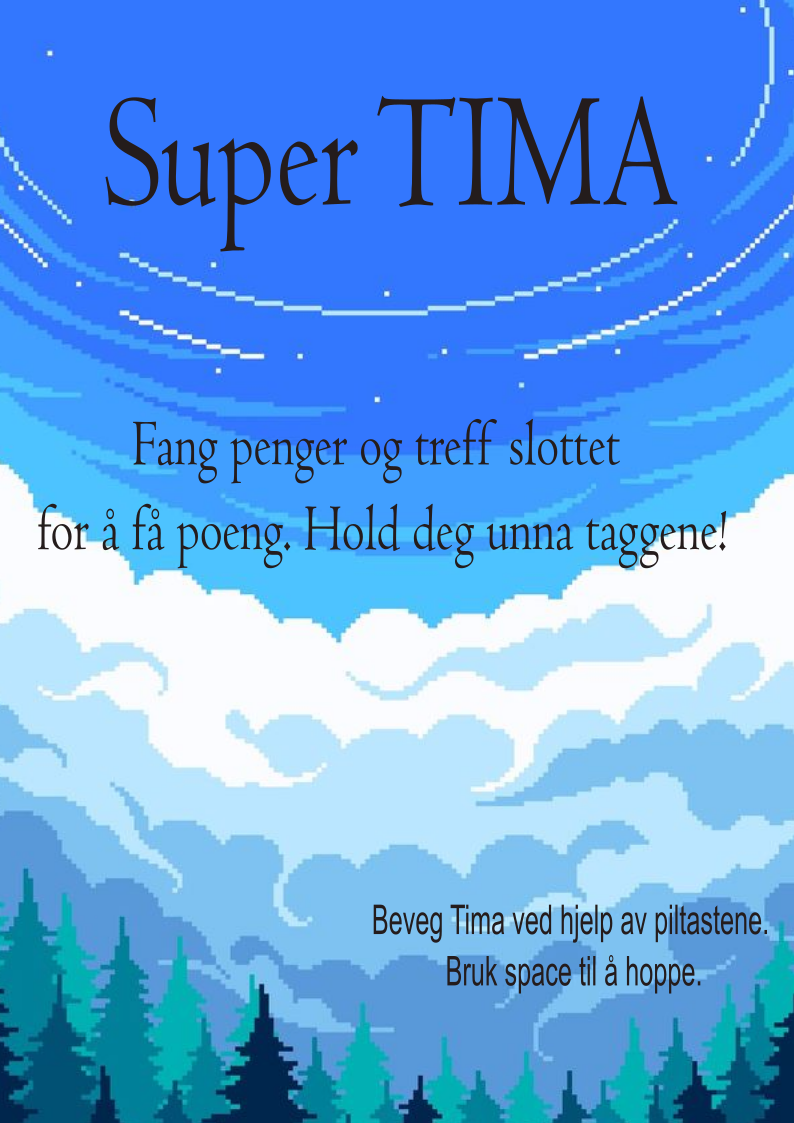 Super TIMA
Fang penger og treff slottet
for å få poeng. Hold deg unna taggene!
Beveg Tima ved hjelp av piltastene.
Bruk space til å hoppe.